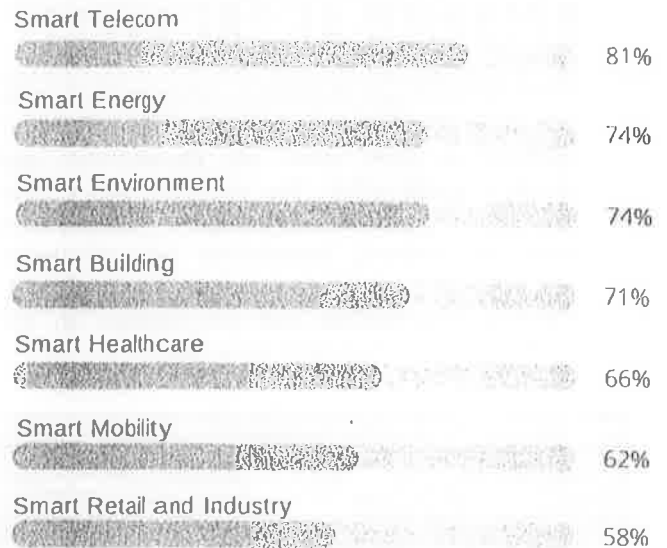 Smart Telecom
81%
Smart Energy
74%
Smart Environment
74%
Smart Building
71%
Smart Healthcare
66%
Smart Mobility
62%
Smart Retail and Industry
58%